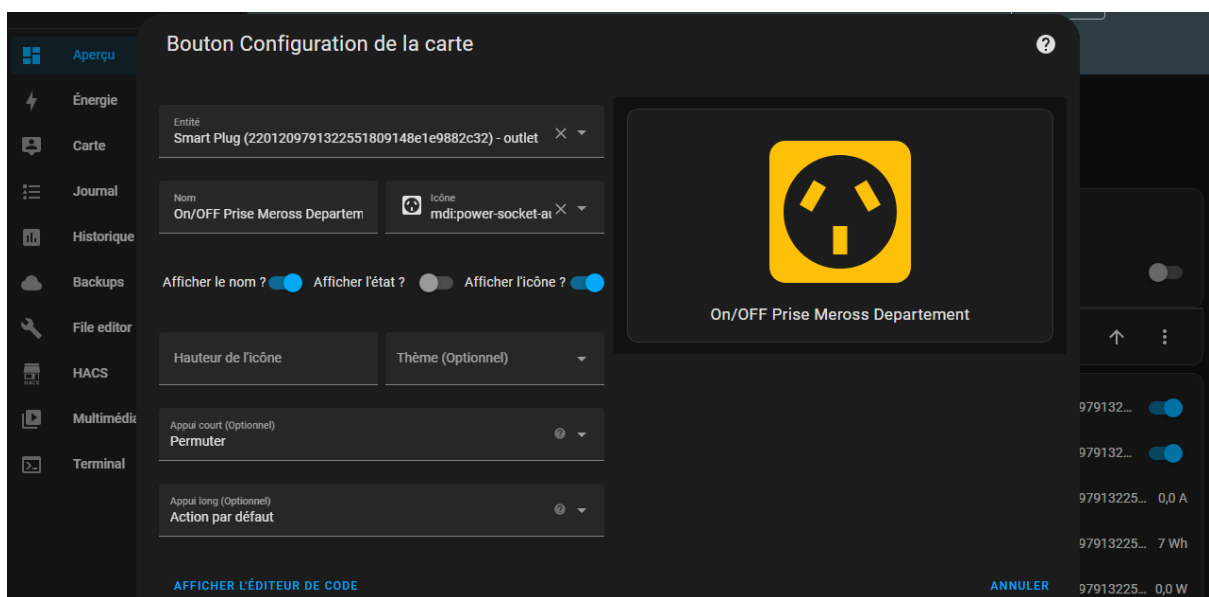 Bouton Configuration de la carte
Aperçu
Énergie
Carte
Journal
Historique
Backups
File editor
HACS
HACS
Multimédia
Terminal
Entité
Smart Plug (2201209791322551809148e1e9882c32) - outlet
Nom
On/OFF Prise Meross Departem
Icône
mdi:power-socket-au
Afficher le nom ? Afficher l'état ? Afficher l'icône ?
Hauteur de l'icône
Thème (Optionnel)
Appui court (Optionnel)
Permuter
Appui long (Optionnel)
Action par défaut
AFFICHER L'ÉDITEUR DE CODE
ANNULER
On/OFF Prise Meross Departement
979132...
979132...
97913225... 0,0 A
97913225... 7 Wh
97913225... 0,0 W